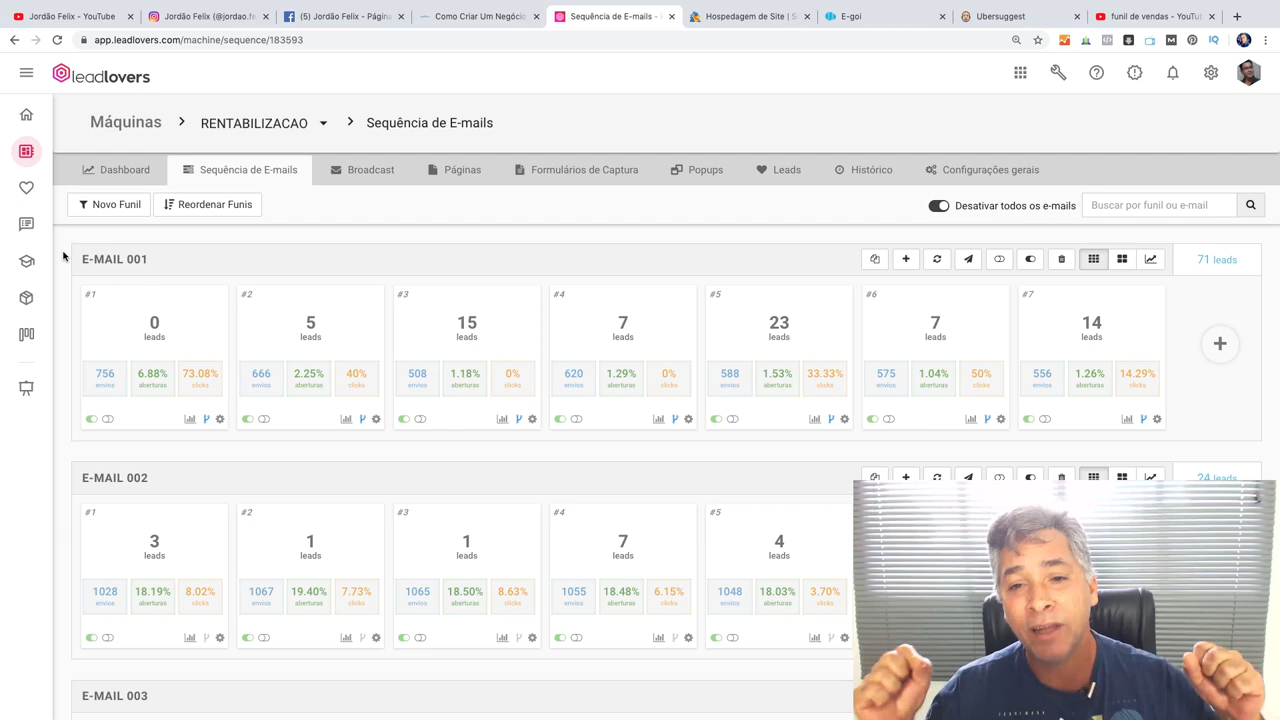 Jordão Felix - YouTube
Jordão Felix (@jordao.fe
(5) Jordão Felix - Págin
Como Criar Um Negócio
Sequência de E-mails -
Hospedagem de Site | S
E-goi
Ubersuggest
funil de vendas - YouTu
app.leadlovers.com/machine/sequence/183593
leadlovers
Máquinas
RENTABILIZACAO
Sequência de E-mails
Dashboard
Sequência de E-mails
Broadcast
Páginas
Formulários de Captura
Popups
Leads
Histórico
Configurações gerais
Novo Funil
Reordenar Funis
Desativar todos os e-mails
Buscar por funil ou e-mail
E-MAIL 001
71 leads
#1 #2 #3 #4 #5 #6 #7
0 5 15 7 23 7 14
leads leads leads leads leads leads leads
756 6.88% 73.08% 666 2.25% 40% 508 1.18% 0% 620 1.29% 0% 588 1.53% 33.33% 575 1.04% 50% 556 1.26% 14.29%
envios aberturas clicks envios aberturas clicks envios aberturas clicks envios aberturas clicks envios aberturas clicks envios aberturas clicks envios aberturas clicks
E-MAIL 002
24 leads
#1 #2 #3 #4 #5
3 1 1 7 4
leads leads leads leads leads
1028 18.19% 8.02% 1067 19.40% 1065 18.50% 8.63% 1055 18.48% 6.15% 1048 18.03% 3.70%
envios aberturas clicks envios aberturas clicks envios aberturas clicks envios aberturas clicks envios aberturas clicks
E-MAIL 003